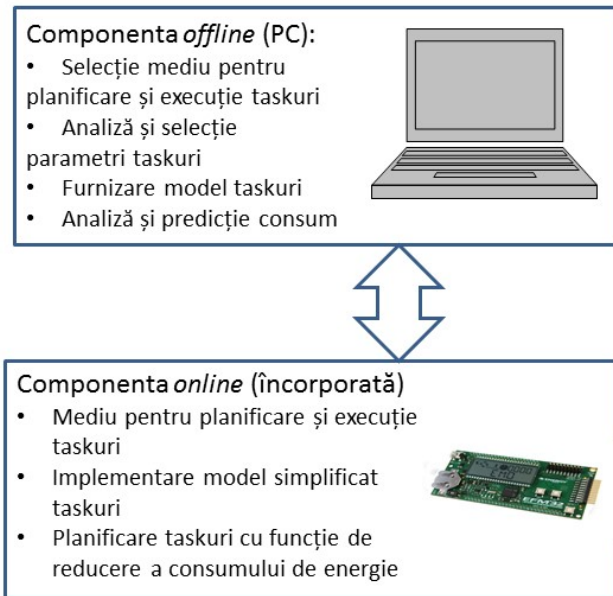 Componenta offline (PC):
• Selecție mediu pentru
planificare și execuție taskuri
• Analiză și selecție
parametri taskuri
• Furnizare model taskuri
• Analiză și predicție consum
Componenta online (încorporată)
• Mediu pentru planificare și execuție
taskuri
• Implementare model simplificat
taskuri
• Planificare taskuri cu funcție de
reducere a consumului de energie
EFM32